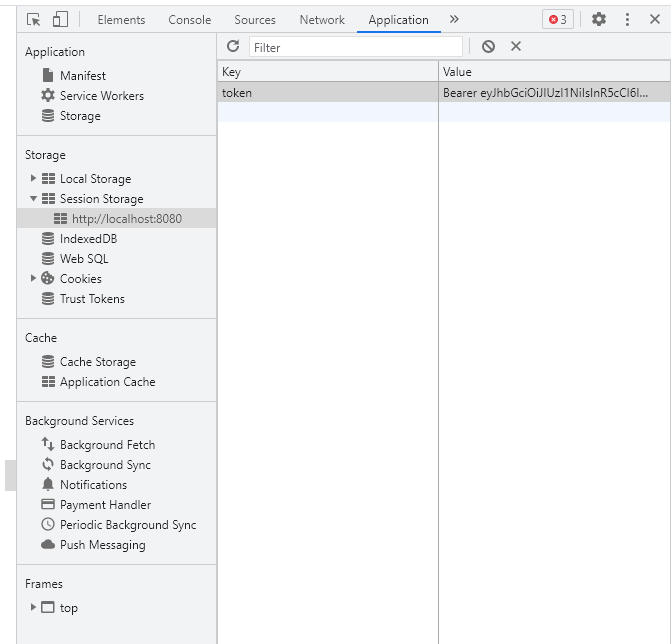 Elements Console Sources Network Application » 3
Application
Manifest
Service Workers
Storage
Storage
Local Storage
Session Storage
http://localhost:8080
IndexedDB
Web SQL
Cookies
Trust Tokens
Cache
Cache Storage
Application Cache
Background Services
Background Fetch
Background Sync
Notifications
Payment Handler
Periodic Background Sync
Push Messaging
Frames
top
Filter
Key Value
token Bearer eyJhbGciOiJIUzI1NiIsInR5cCI6I...